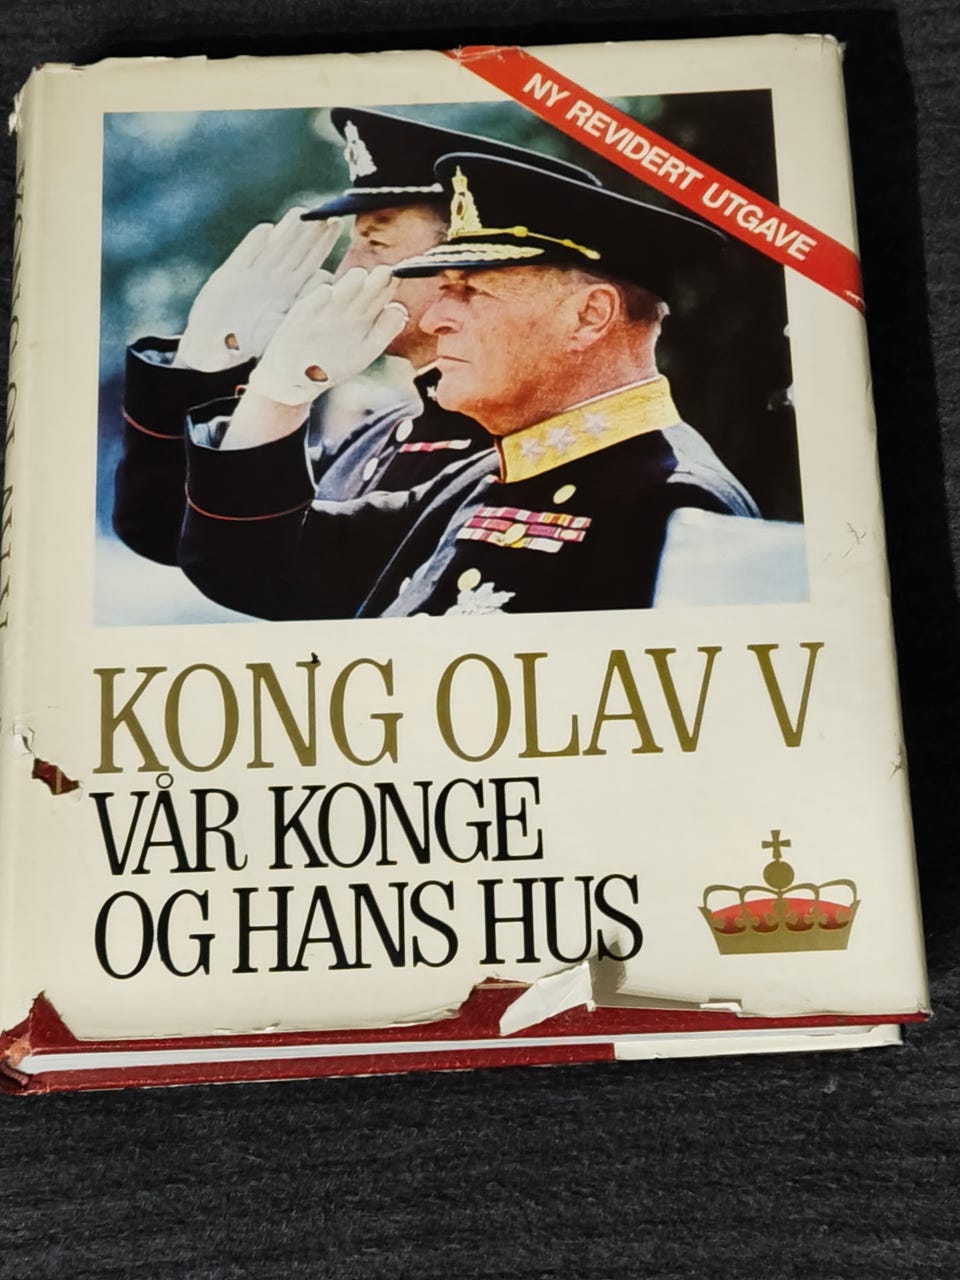 NY REVIDERT UTGAVE
KONG OLAV V
VÅR KONGE
OG HANS HUS